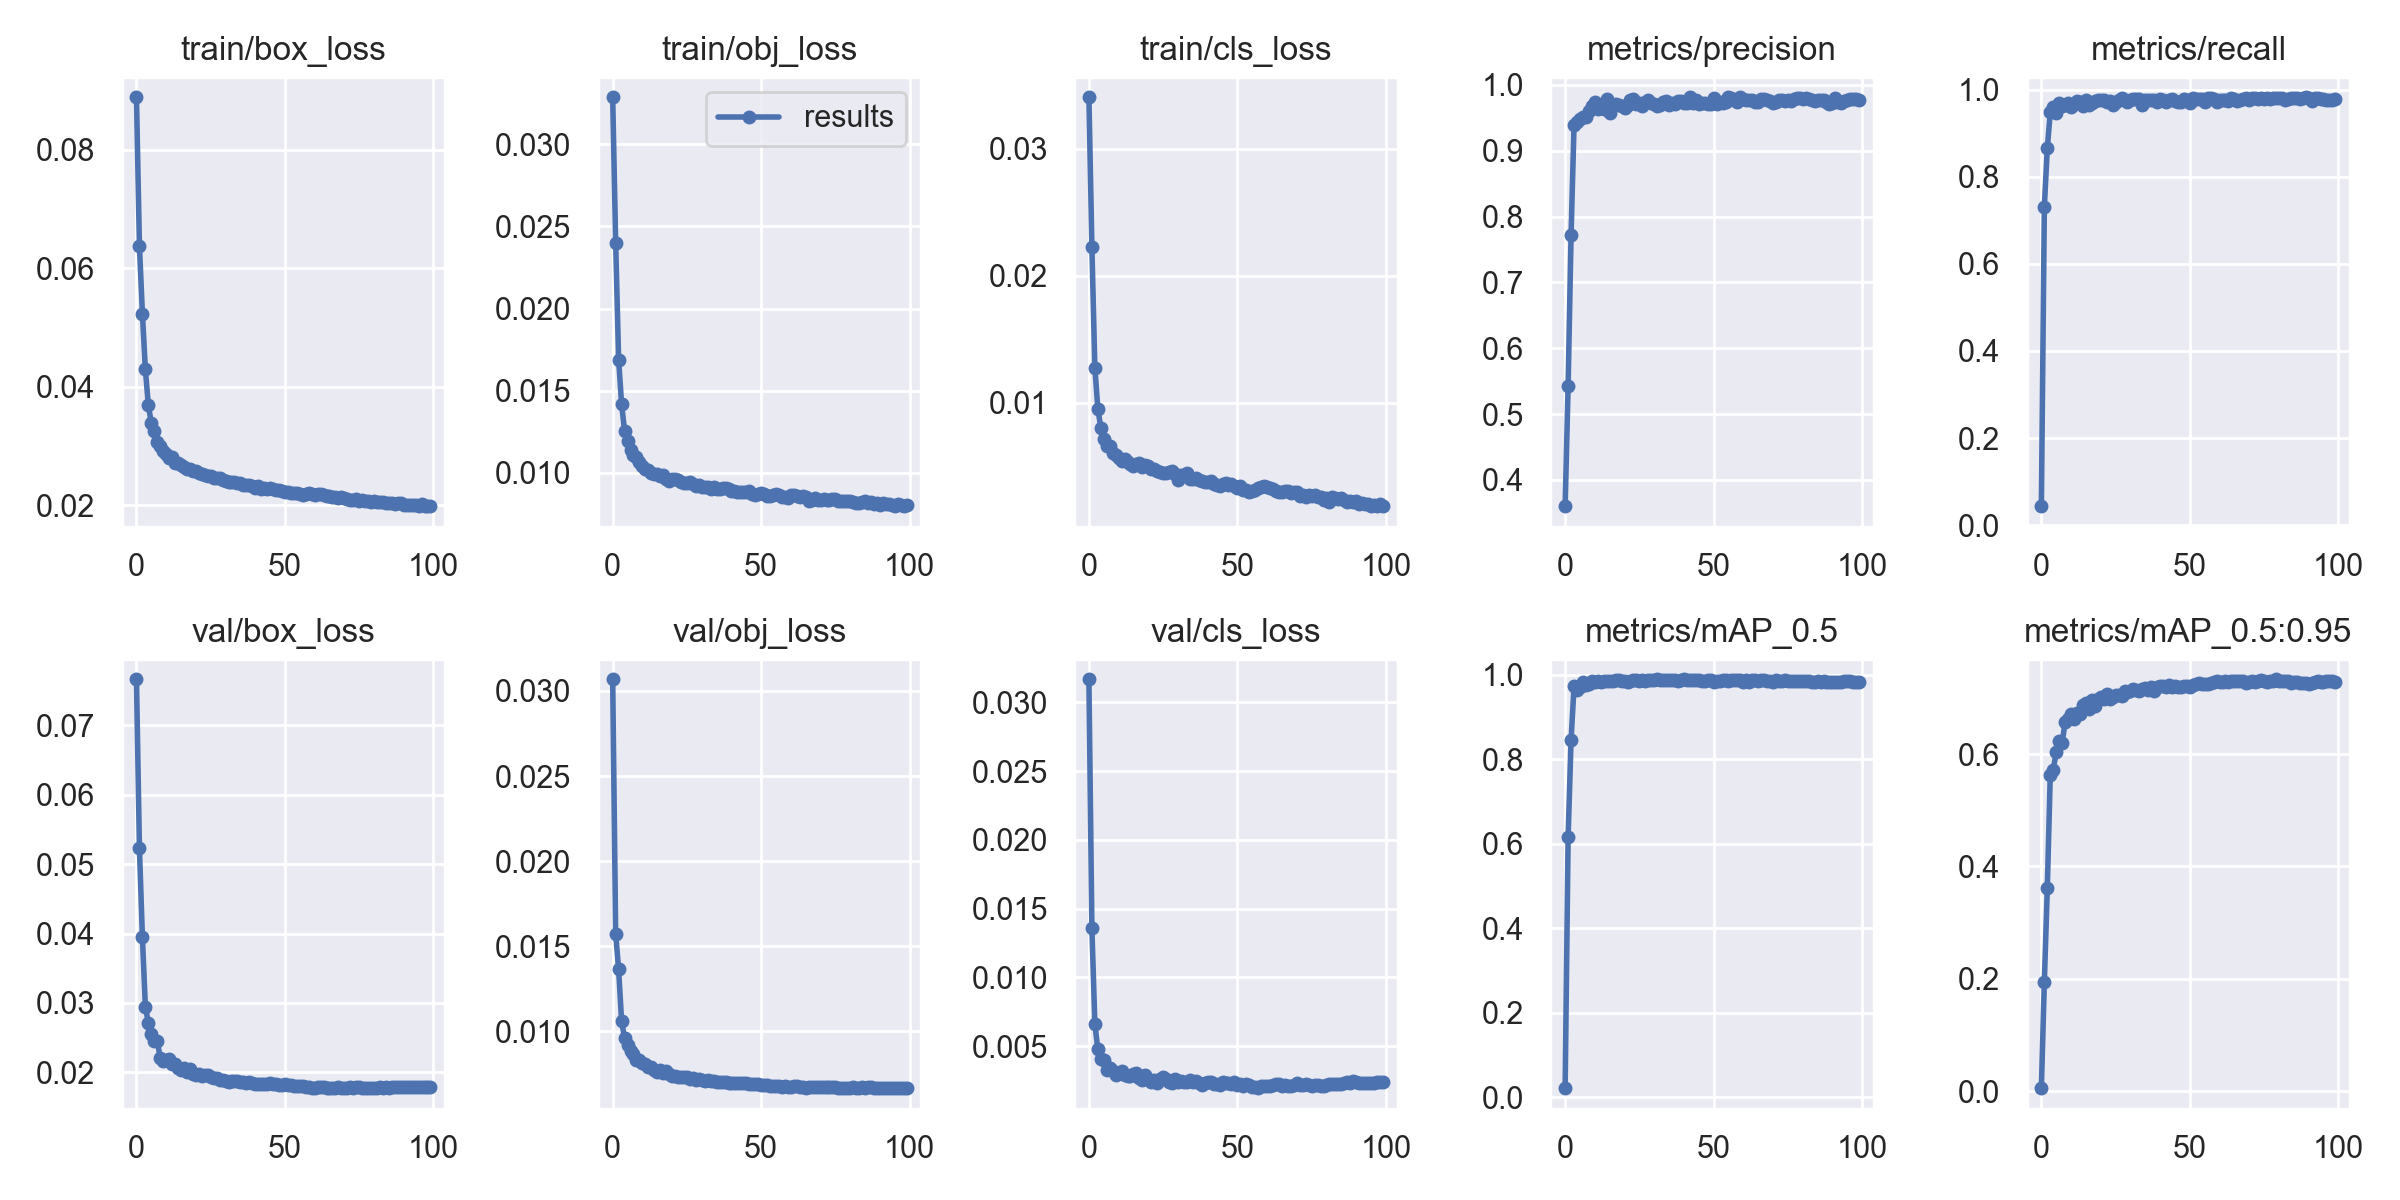 train/box_loss
0.08
0.06
0.04
0.02
0 50 100
train/obj_loss
results
0.030
0.025
0.020
0.015
0.010
0 50 100
train/cls_loss
0.03
0.02
0.01
0 50 100
metrics/precision
1.0
0.9
0.8
0.7
0.6
0.5
0.4
0 50 100
metrics/recall
1.0
0.8
0.6
0.4
0.2
0.0
0 50 100
val/box_loss
0.07
0.06
0.05
0.04
0.03
0.02
0 50 100
val/obj_loss
0.030
0.025
0.020
0.015
0.010
0 50 100
val/cls_loss
0.030
0.025
0.020
0.015
0.010
0.005
0 50 100
metrics/mAP_0.5
1.0
0.8
0.6
0.4
0.2
0.0
0 50 100
metrics/mAP_0.5:0.95
0.6
0.4
0.2
0.0
0 50 100